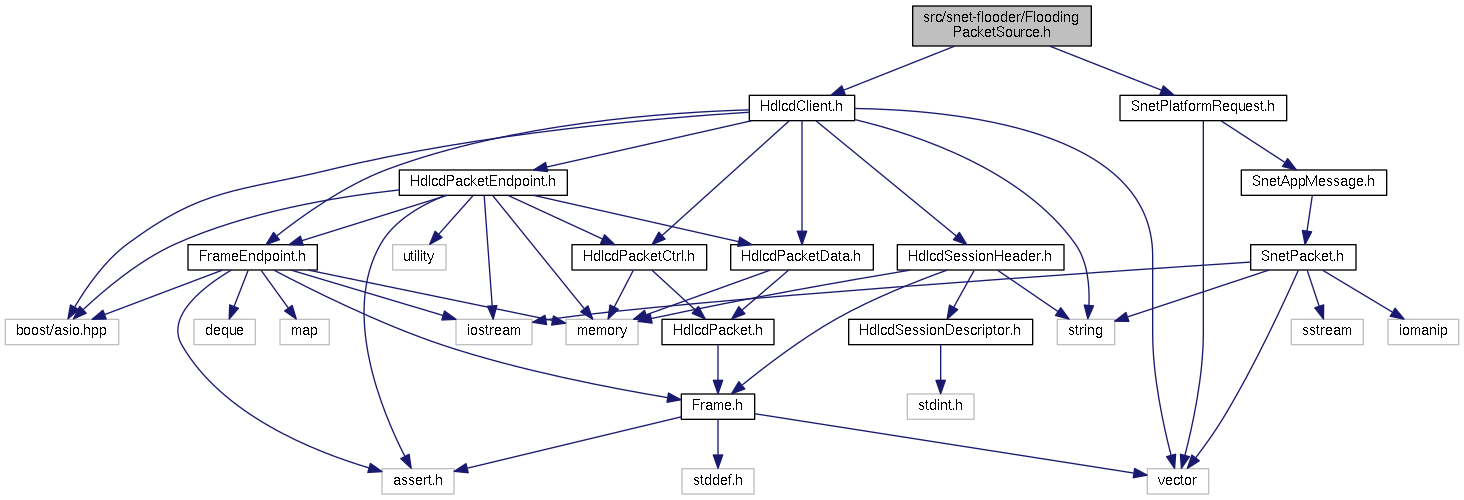 src/snet-flooder/Flooding
PacketSource.h
HdlcdClient.h
SnetPlatformRequest.h
HdlcdPacketEndpoint.h
SnetAppMessage.h
FrameEndpoint.h
utility
HdlcdPacketCtrl.h
HdlcdPacketData.h
HdlcdSessionHeader.h
SnetPacket.h
boost/asio.hpp
deque
map
iostream
memory
HdlcdPacket.h
HdlcdSessionDescriptor.h
string
sstream
iomanip
Frame.h
stdint.h
assert.h
stddef.h
vector